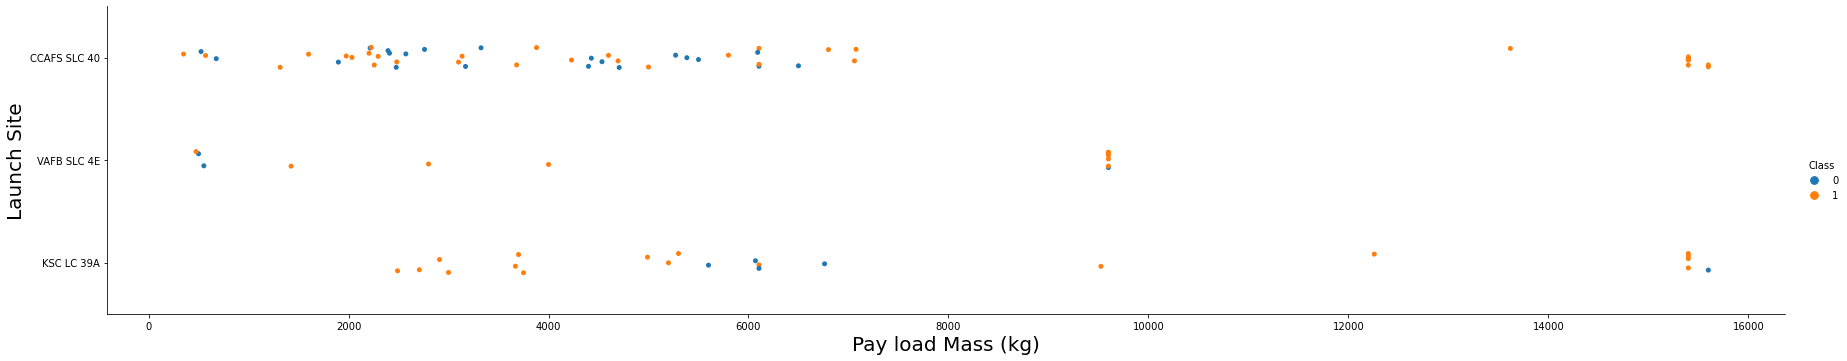 CCAFS SLC 40
VAFB SLC 4E
KSC LC 39A
Launch Site
0 2000 4000 6000 8000 10000 12000 14000 16000
Pay load Mass (kg)
Class
0
1